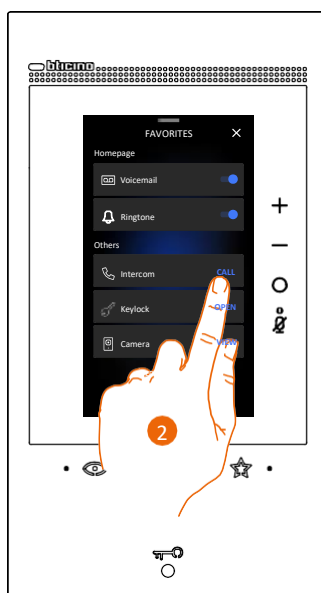 bticino
FAVORITES
Homepage
Voicemail
Ringtone
Others
Intercom CALL
Keylock OPEN
Camera VIEW
2